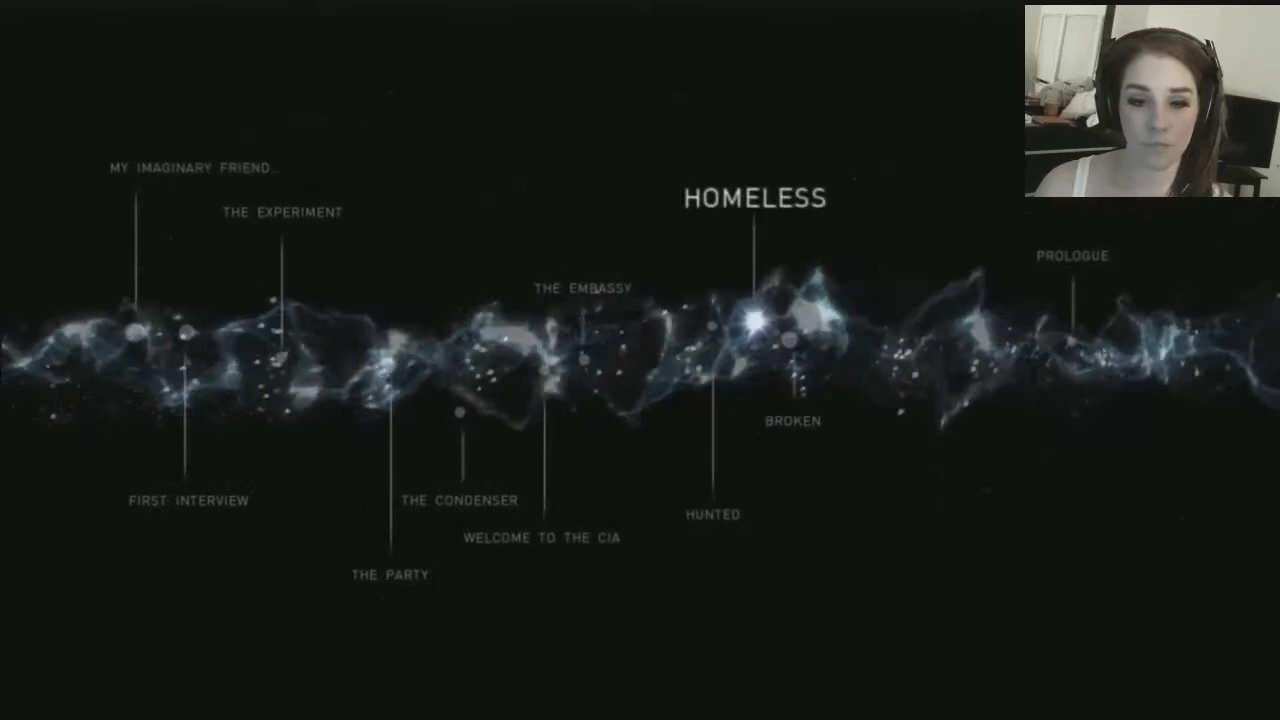 MY IMAGINARY FRIEND...
THE EXPERIMENT
HOMELESS
PROLOGUE
THE EMBASSY
BROKEN
FIRST INTERVIEW
THE CONDENSER
HUNTED
WELCOME TO THE CIA
THE PARTY